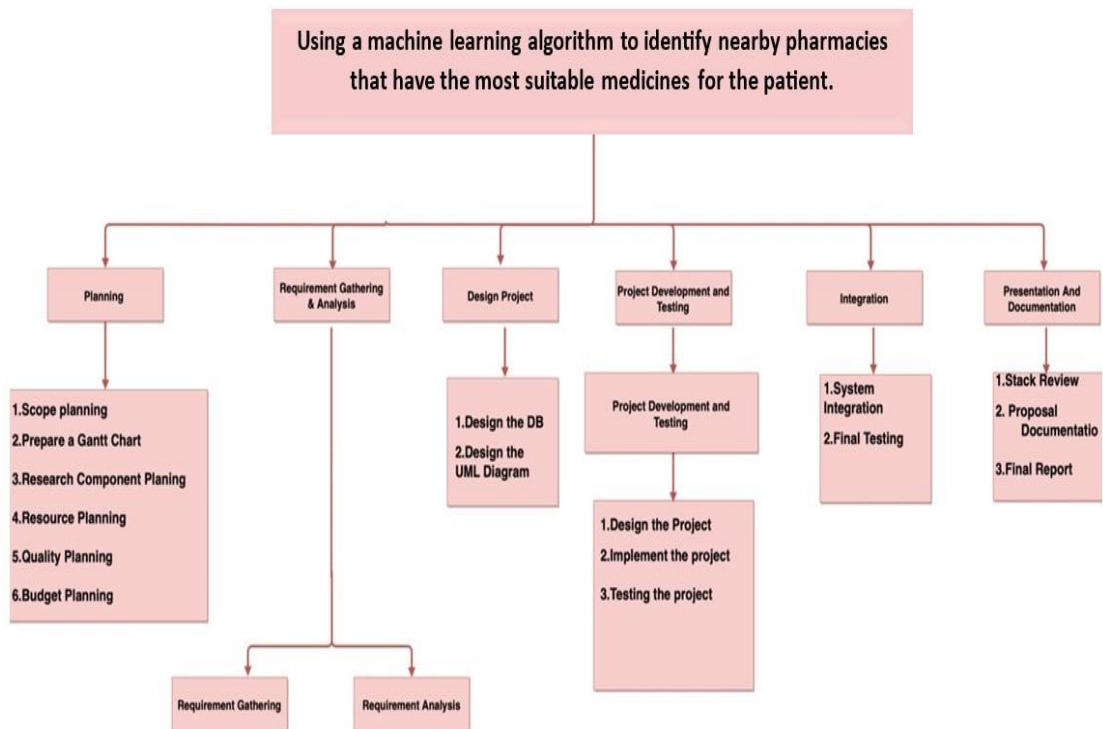 Using a machine learning algorithm to identify nearby pharmacies
that have the most suitable medicines for the patient.
Planning
Requirement Gathering
& Analysis
Design Project
Project Development and
Testing
Integration
Presentation And
Documentation
1.Scope planning
2.Prepare a Gantt Chart
3.Research Component Planing
4.Resource Planning
5.Quality Planning
6.Budget Planning
Requirement Gathering
Requirement Analysis
1.Design the DB
2.Design the
UML Diagram
Project Development and
Testing
1.Design the Project
2.Implement the project
3.Testing the project
1.System
Integration
2.Final Testing
1.Stack Review
2. Proposal
Documentatio
3.Final Report